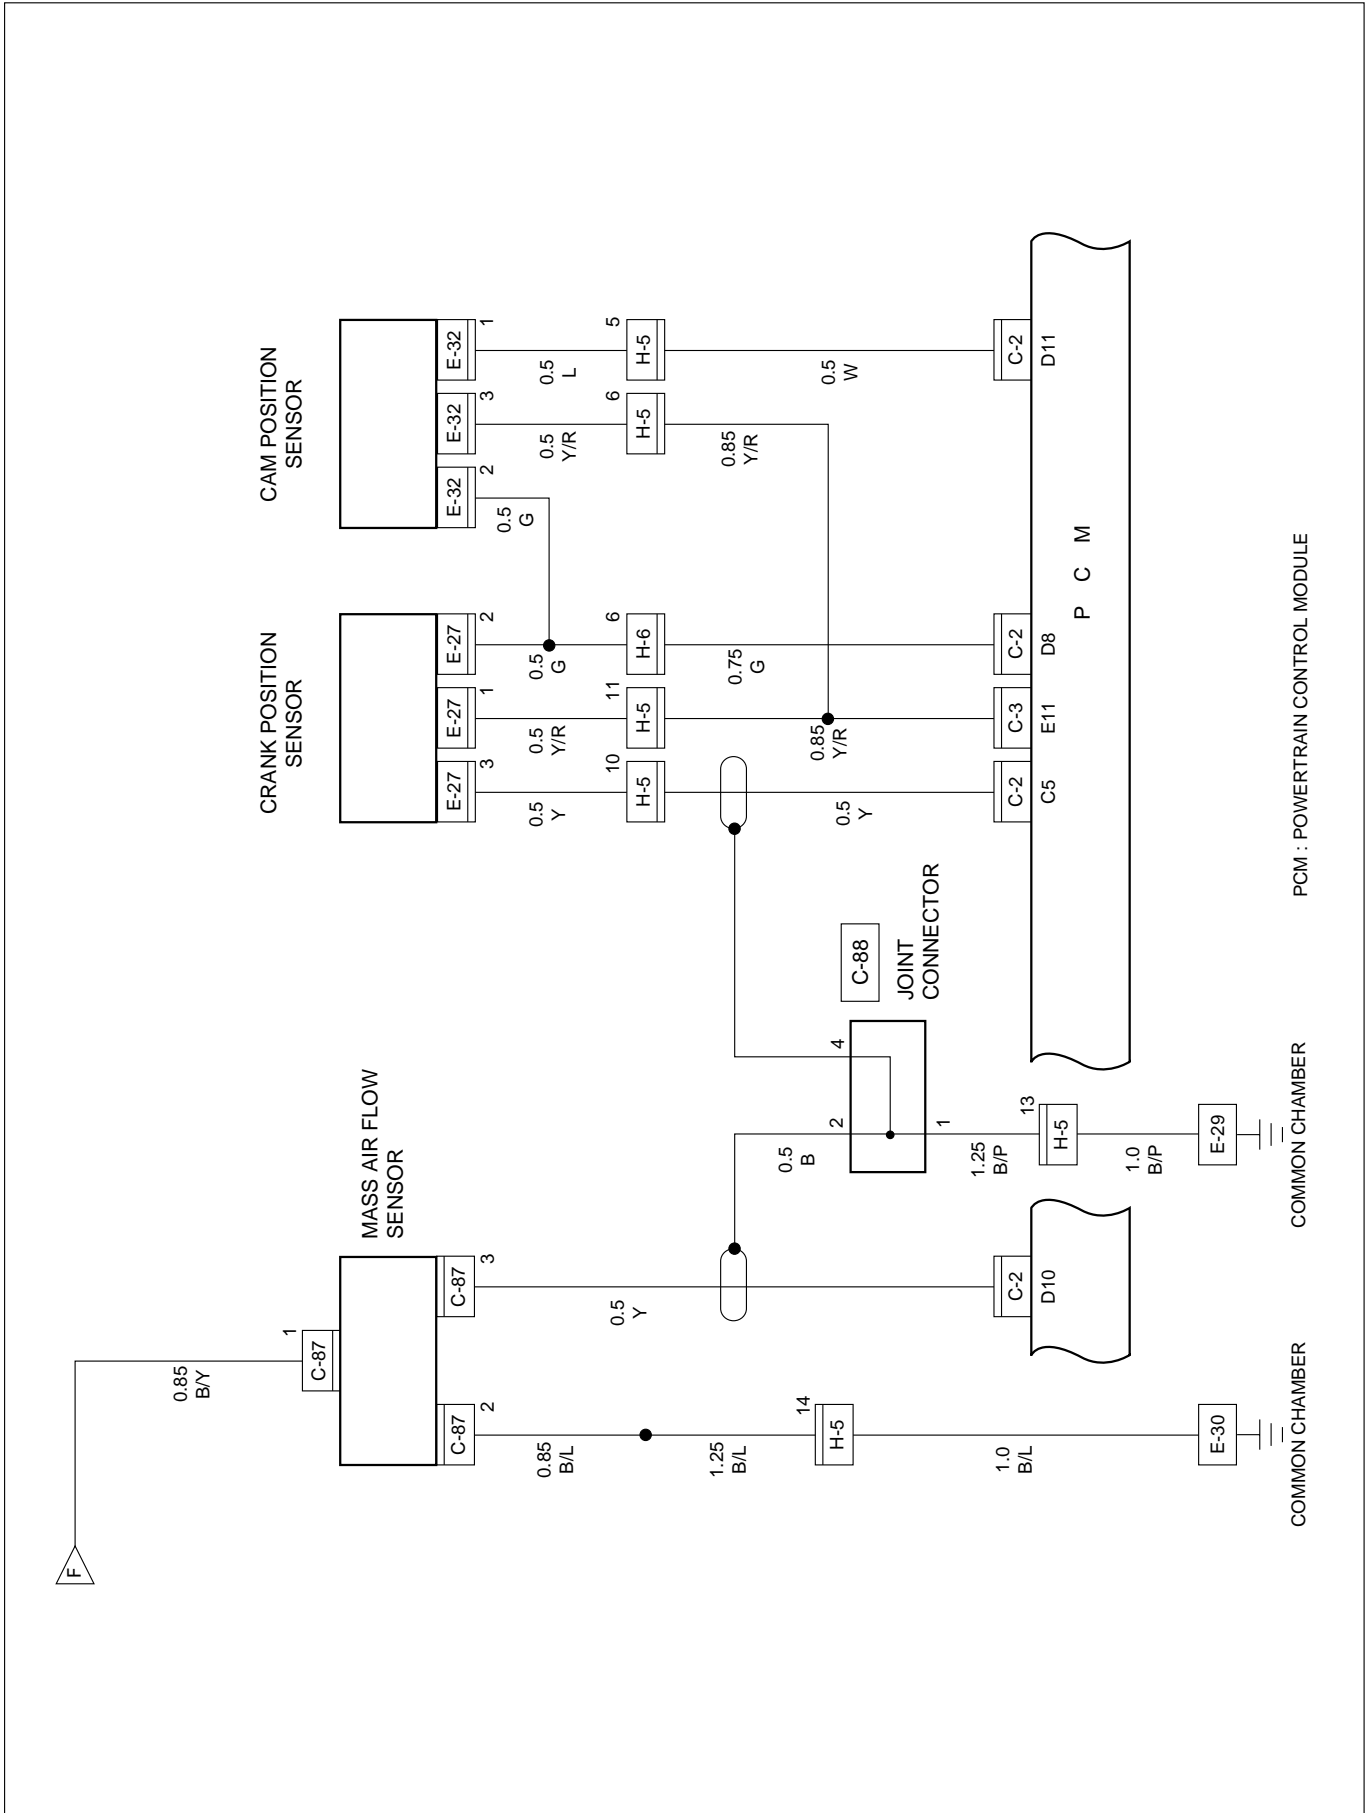 F
0.85
B/Y
1
C-87
MASS AIR FLOW
SENSOR
C-87
2
C-87
3
0.85
B/L
1.25
B/L
14
H-5
1.0
B/L
E-30
COMMON CHAMBER
0.5
Y
C-2
D10
0.5
B
2
4
1
C-88
JOINT
CONNECTOR
1.25
B/P
13
H-5
1.0
B/P
E-29
COMMON CHAMBER
CRANK POSITION
SENSOR
E-27
3
E-27
1
E-27
2
0.5
Y
0.5
Y/R
0.5
G
10
H-5
11
H-5
6
H-6
0.5
Y
0.85
Y/R
0.75
G
C-2
C5
C-3
E11
C-2
D8
CAM POSITION
SENSOR
E-32
2
E-32
3
E-32
1
0.5
G
0.5
Y/R
0.5
L
6
H-5
5
H-5
0.85
Y/R
0.5
W
C-2
D11
P C M
PCM : POWERTRAIN CONTROL MODULE